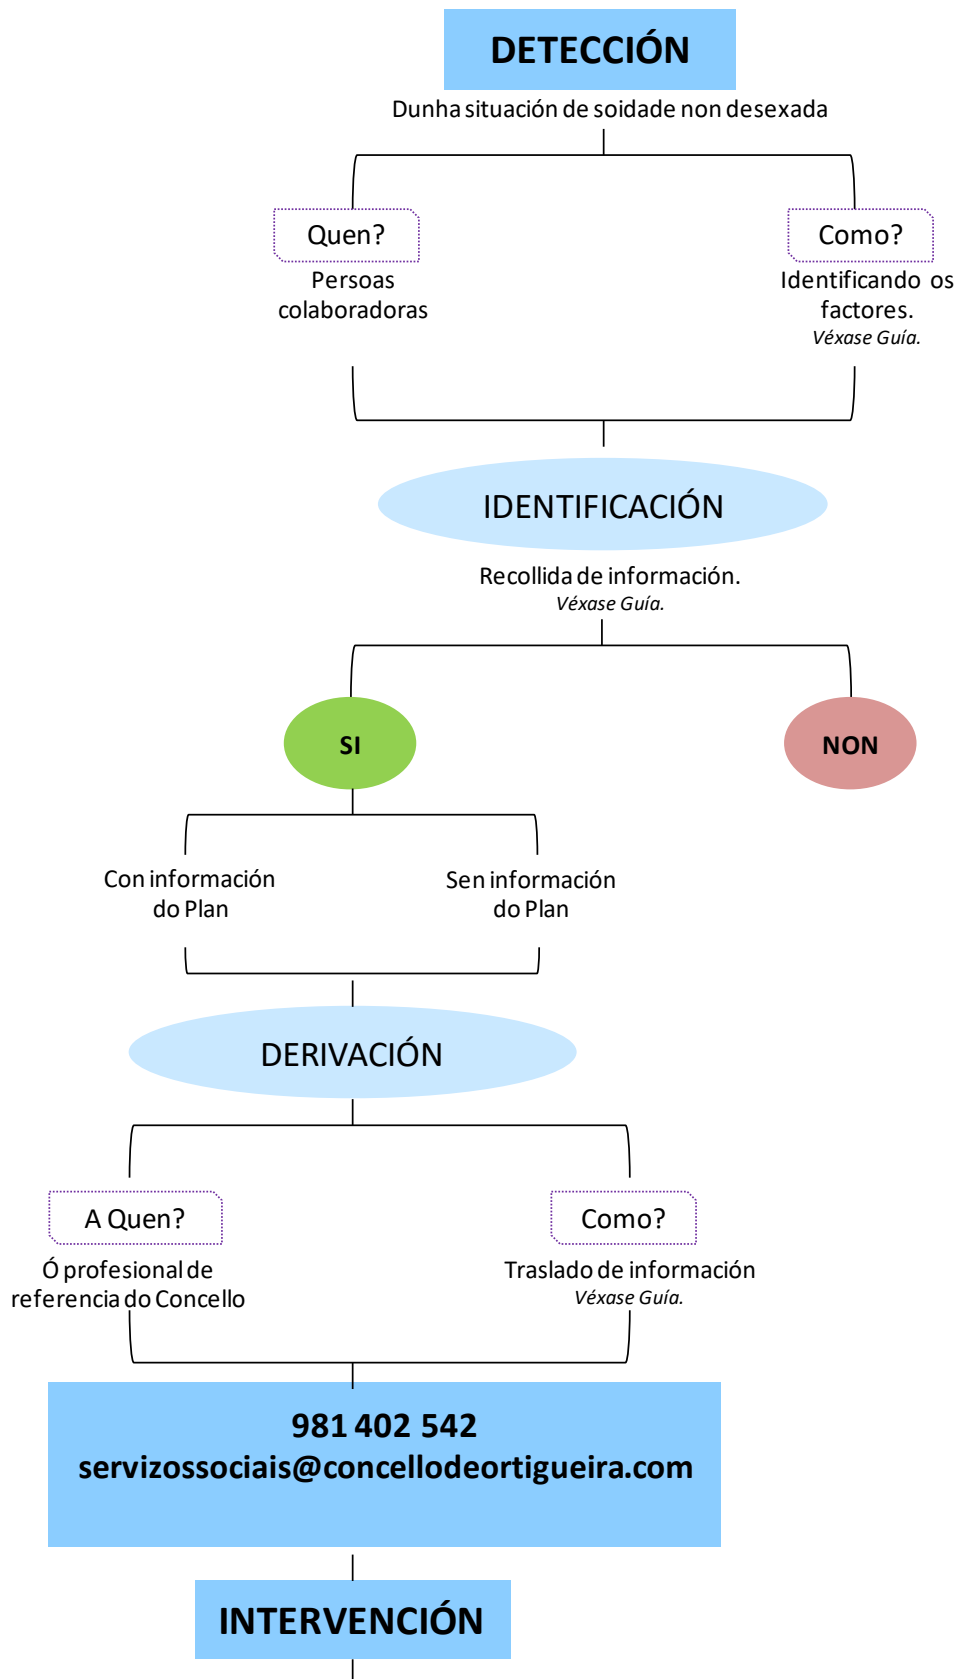 DETECCIÓN
Dunha situación de soidade non desexada
Quen?
Persoas
colaboradoras
Como?
Identificando os
factores.
Véxase Guía.
IDENTIFICACIÓN
Recollida de información.
Véxase Guía.
SI
NON
Con información
do Plan
Sen información
do Plan
DERIVACIÓN
A Quen?
Ó profesional de
referencia do Concello
Como?
Traslado de información
Véxase Guía.
981 402 542
servizossociais@concellodeortigueira.com
INTERVENCIÓN